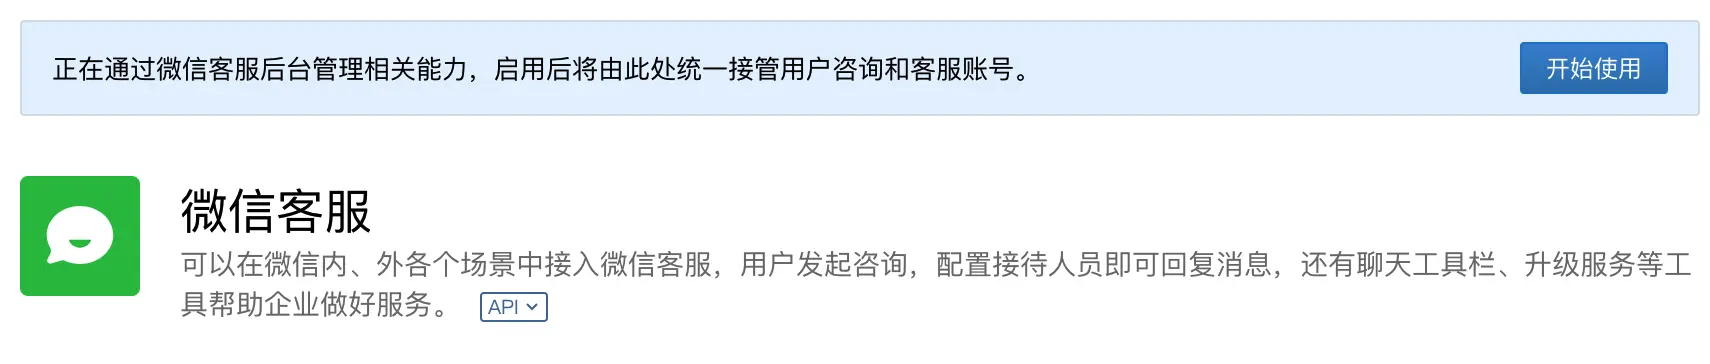 正在通过微信客服后台管理相关能力，启用后将由此处统一接管用户咨询和客服账号。
开始使用
微信客服
可以在微信内、外各个场景中接入微信客服，用户发起咨询，配置接待人员即可回复消息，还有聊天工具栏、升级服务等工
具帮助企业做好服务。 API